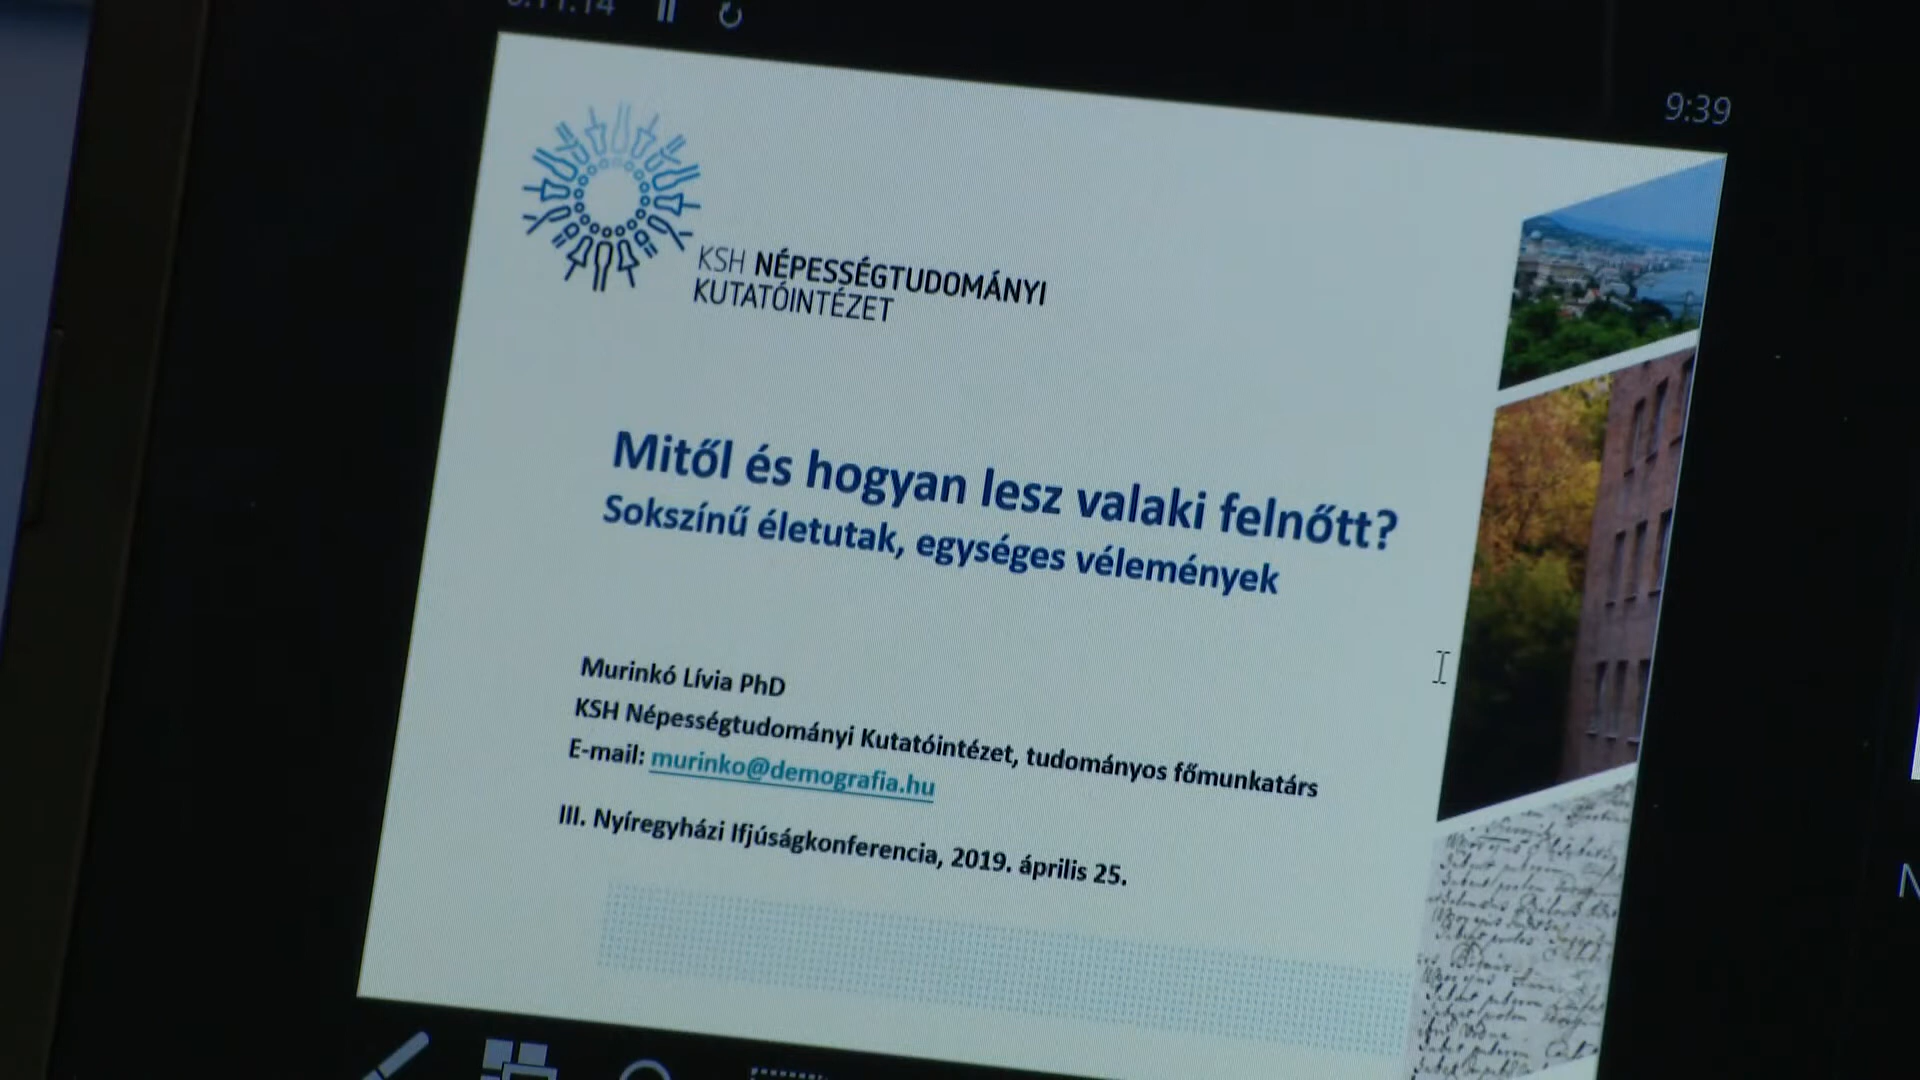 9:39
KSH NÉPESSÉGTUDOMÁNYI
KUTATÓINTÉZET
Mitől és hogyan lesz valaki felnőtt?
Sokszínű életutak, egységes vélemények
Murinkó Lívia PhD
KSH Népességtudományi Kutatóintézet, tudományos főmunkatárs
E-mail: murinko@demografia.hu
III. Nyíregyházi Ifjúságkonferencia, 2019. április 25.